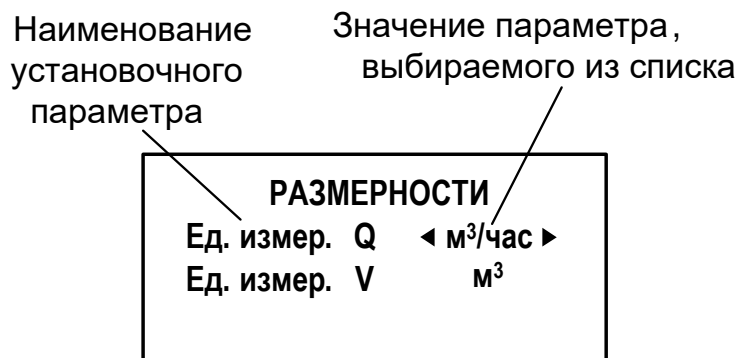 Наименование
установочного
параметра
Значение параметра,
выбираемого из списка
РАЗМЕРНОСТИ
Ед. измер. Q ◄ м³/час ►
Ед. измер. V м³